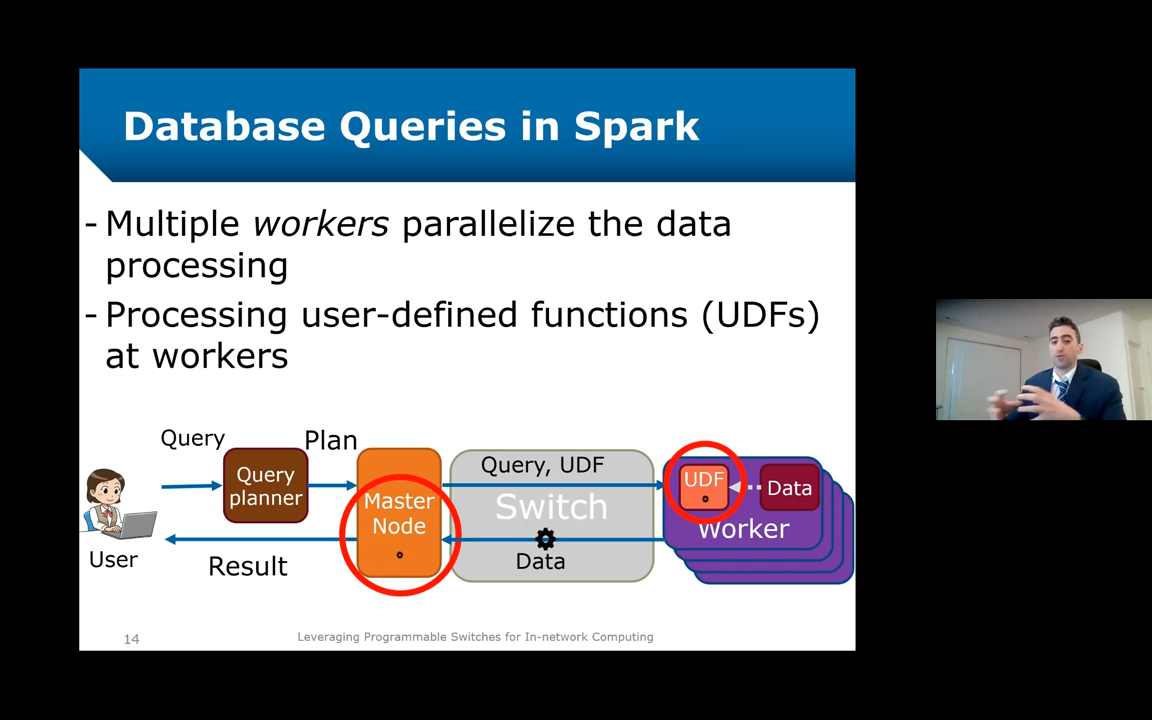 Database Queries in Spark
- Multiple workers parallelize the data
processing
- Processing user-defined functions (UDFs)
at workers
Query
Plan
Query
planner
Master
Node
Query, UDF
Switch
Data
UDF
Data
Worker
User
Result
14
Leveraging Programmable Switches for In-network Computing